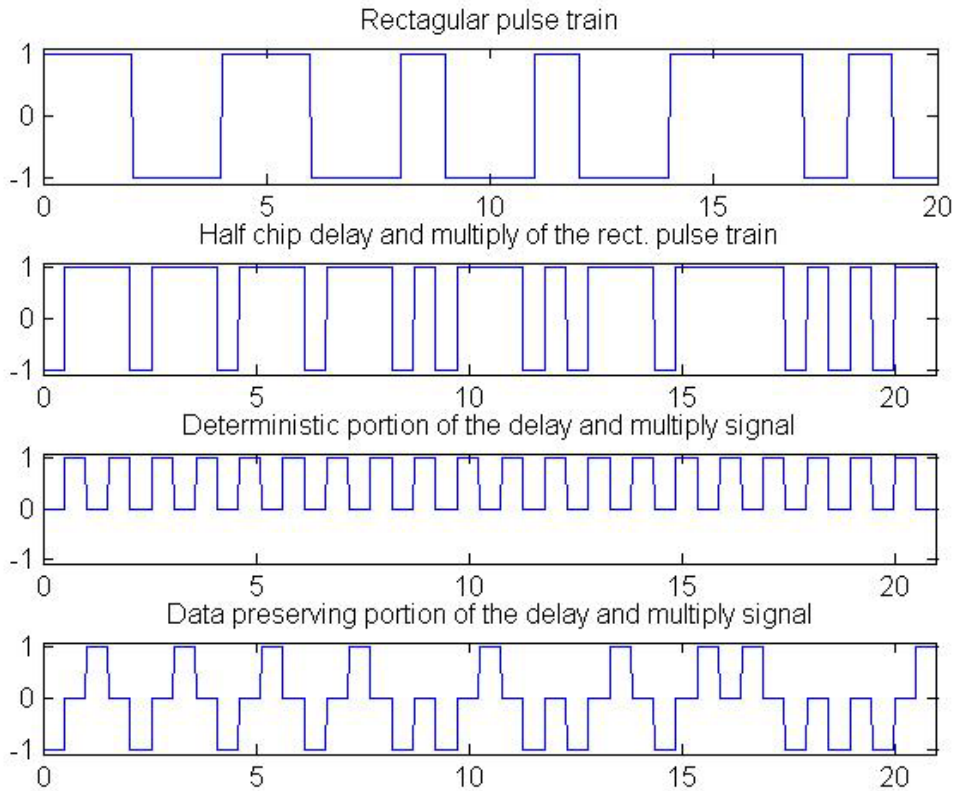 Rectagular pulse train
1
0
-1
0 5 10 15 20
Half chip delay and multiply of the rect. pulse train
1
0
-1
0 5 10 15 20
Deterministic portion of the delay and multiply signal
1
0
-1
0 5 10 15 20
Data preserving portion of the delay and multiply signal
1
0
-1
0 5 10 15 20